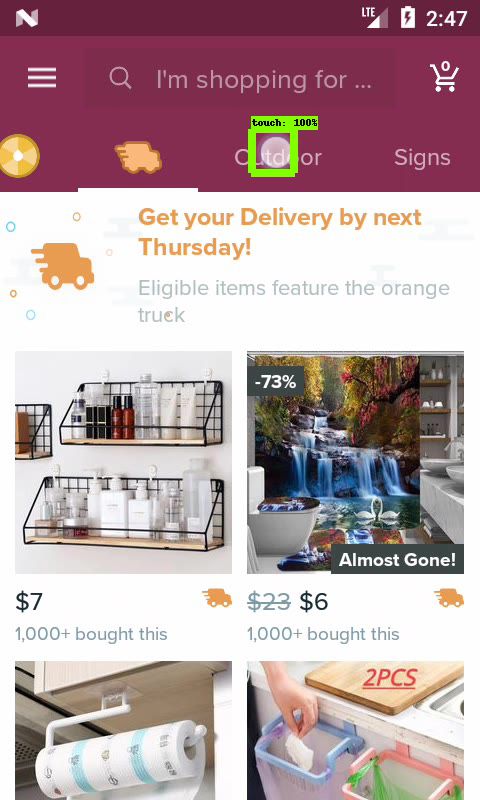 LTE
2:47
I'm shopping for ...
0
touch: 100%
Outdoor
Signs
Get your Delivery by next
Thursday!
Eligible items feature the orange
truck
-73%
Almost Gone!
$7
$23 $6
1,000+ bought this
1,000+ bought this
2PCS